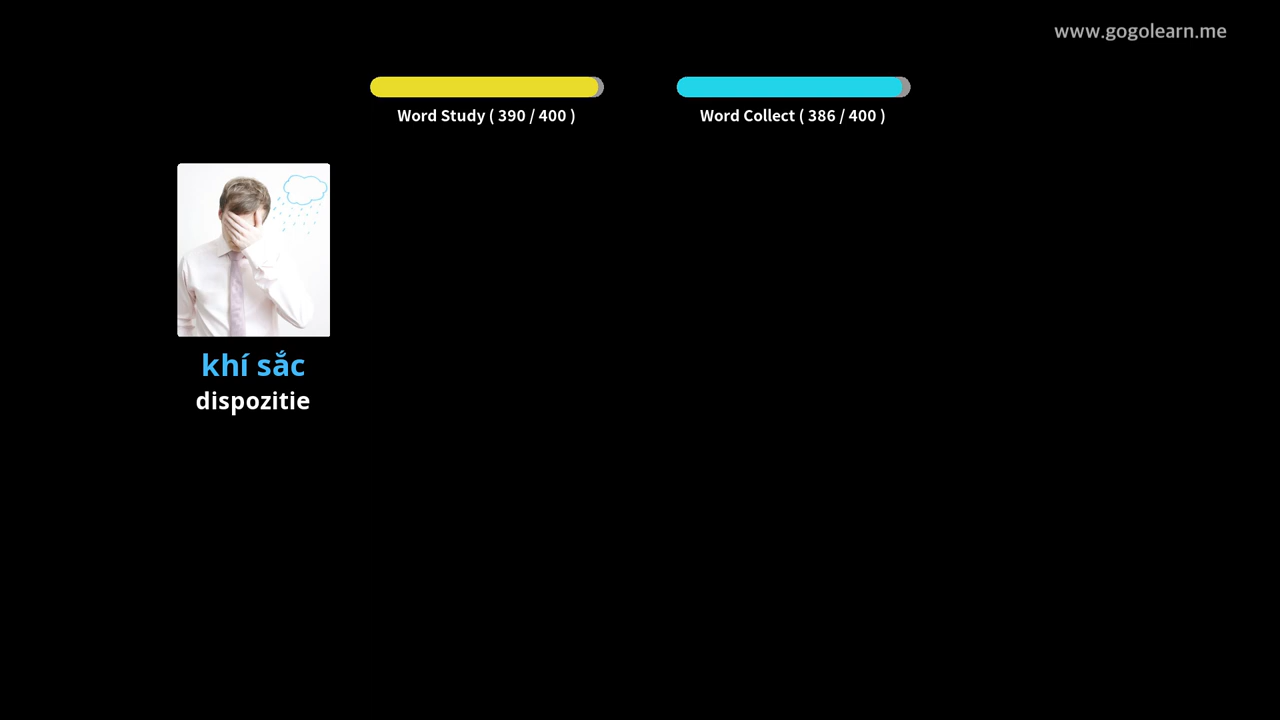 www.gogolearn.me
Word Study ( 390 / 400 )
Word Collect ( 386 / 400 )
khí sắc
dispozitie